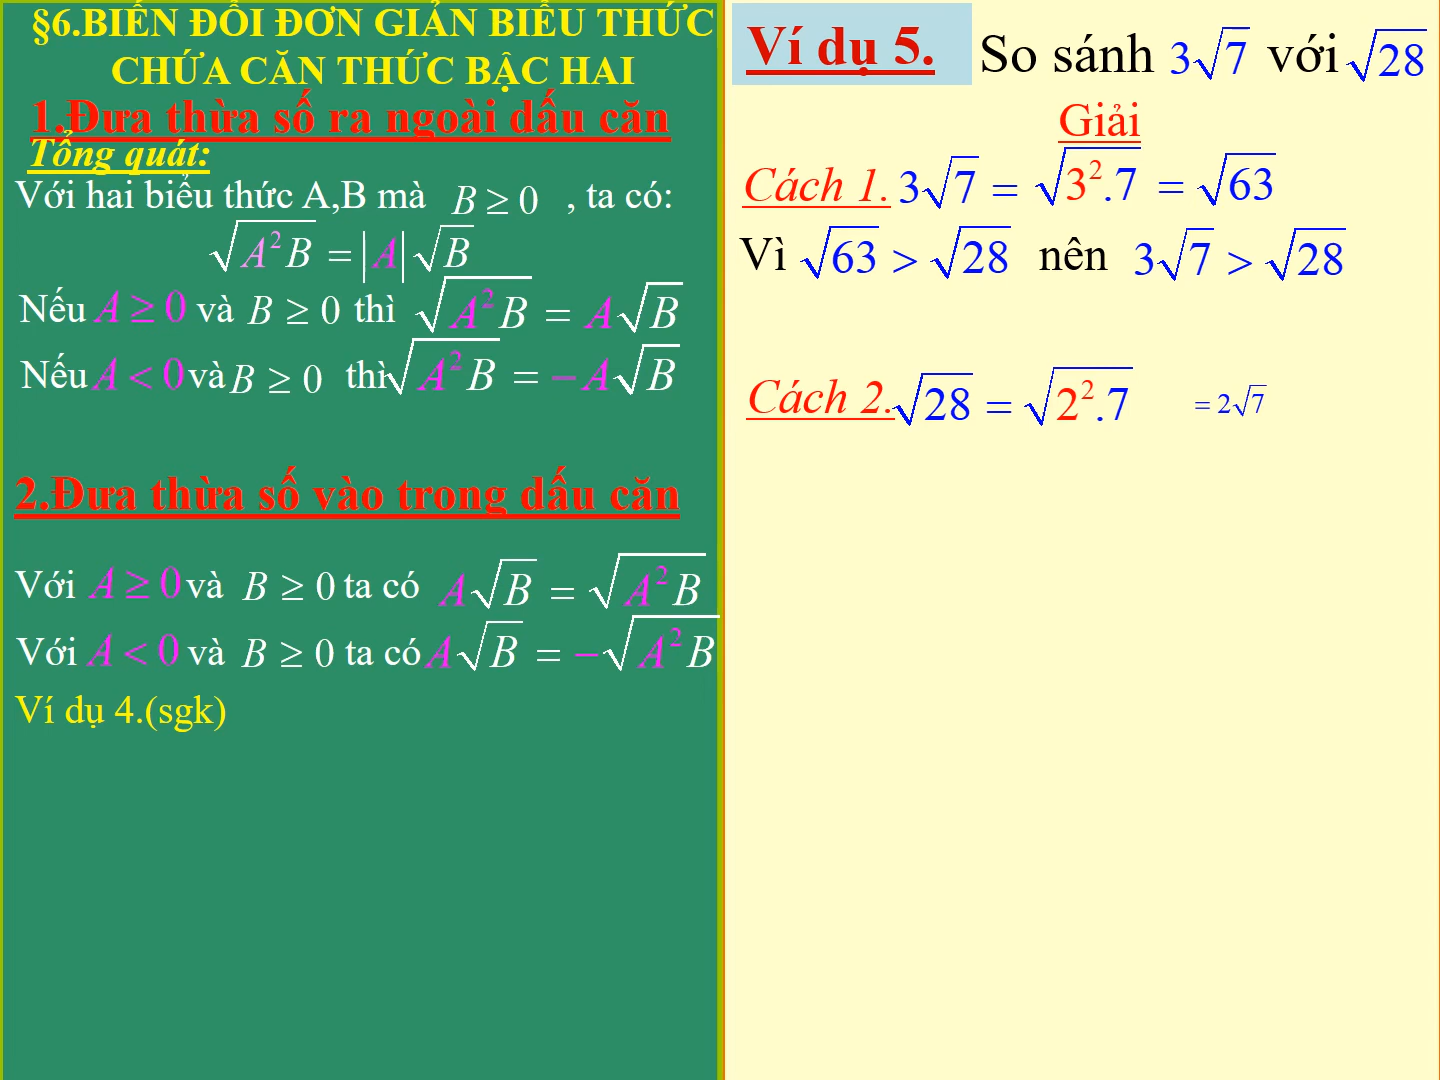 §6.BIẾN ĐỔI ĐƠN GIẢN BIỂU THỨC
CHỨA CĂN THỨC BẬC HAI
1.Đưa thừa số ra ngoài dấu căn
Tổng quát:
Với hai biểu thức A,B mà B ≥ 0 , ta có:
√(A²B) = |A|√B
Nếu A ≥ 0 và B ≥ 0 thì √(A²B) = A√B
Nếu A < 0 và B ≥ 0 thì √(A²B) = −A√B
2.Đưa thừa số vào trong dấu căn
Với A ≥ 0 và B ≥ 0 ta có A√B = √(A²B)
Với A < 0 và B ≥ 0 ta có A√B = −√(A²B)
Ví dụ 4.(sgk)
Ví dụ 5. So sánh 3√7 với √28
Giải
Cách 1. 3√7 = √(3².7) = √63
Vì √63 > √28 nên 3√7 > √28
Cách 2. √28 = √(2².7) = 2√7